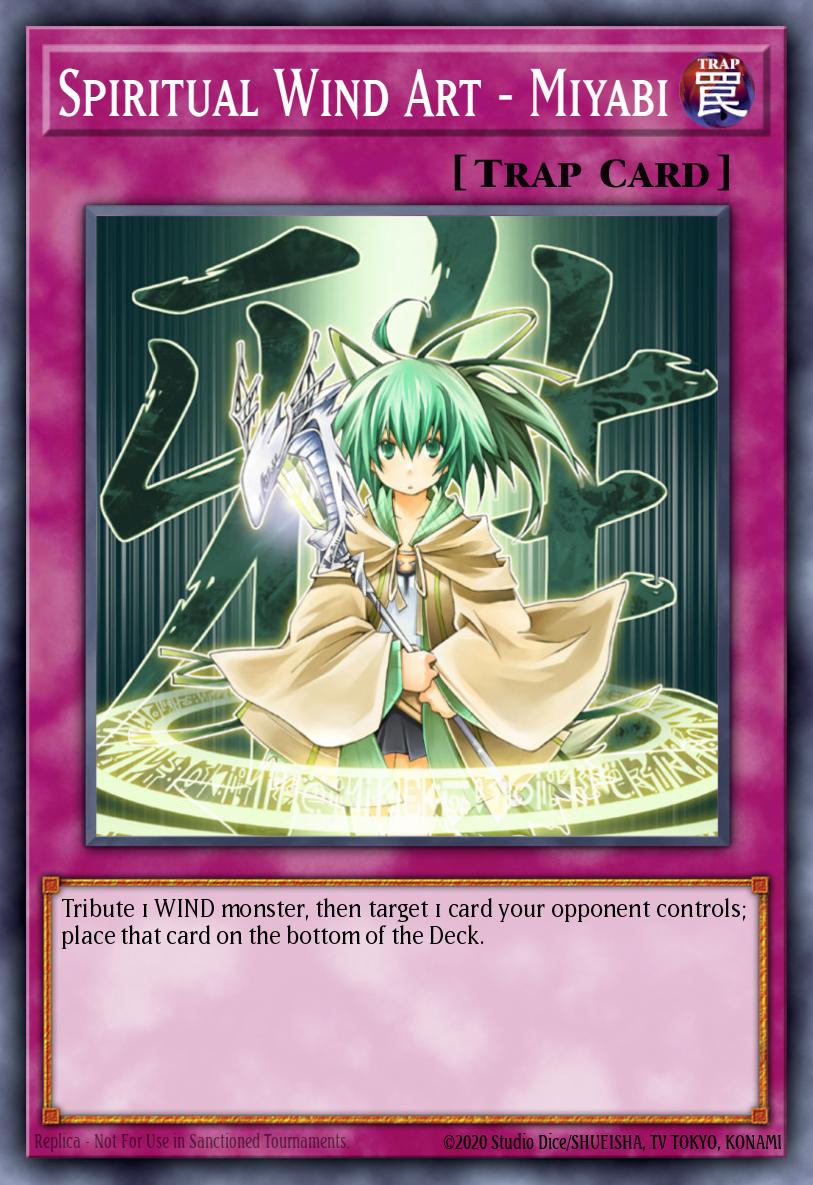 Spiritual Wind Art - Miyabi
TRAP
罠
[Trap Card]
雅
Tribute 1 WIND monster, then target 1 card your opponent controls;
place that card on the bottom of the Deck.
Replica - Not For Use in Sanctioned Tournaments.
©2020 Studio Dice/SHUEISHA, TV TOKYO, KONAMI